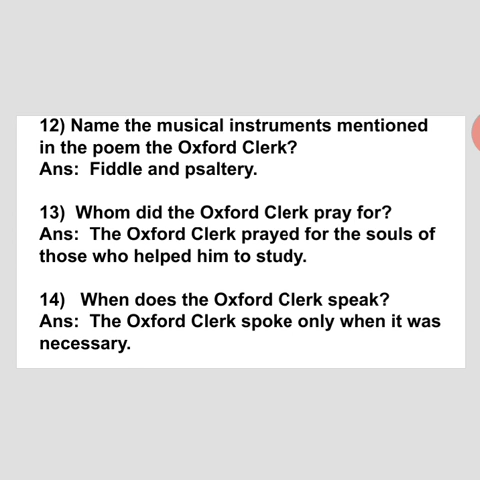 12) Name the musical instruments mentioned
in the poem the Oxford Clerk?
Ans: Fiddle and psaltery.
13) Whom did the Oxford Clerk pray for?
Ans: The Oxford Clerk prayed for the souls of
those who helped him to study.
14) When does the Oxford Clerk speak?
Ans: The Oxford Clerk spoke only when it was
necessary.